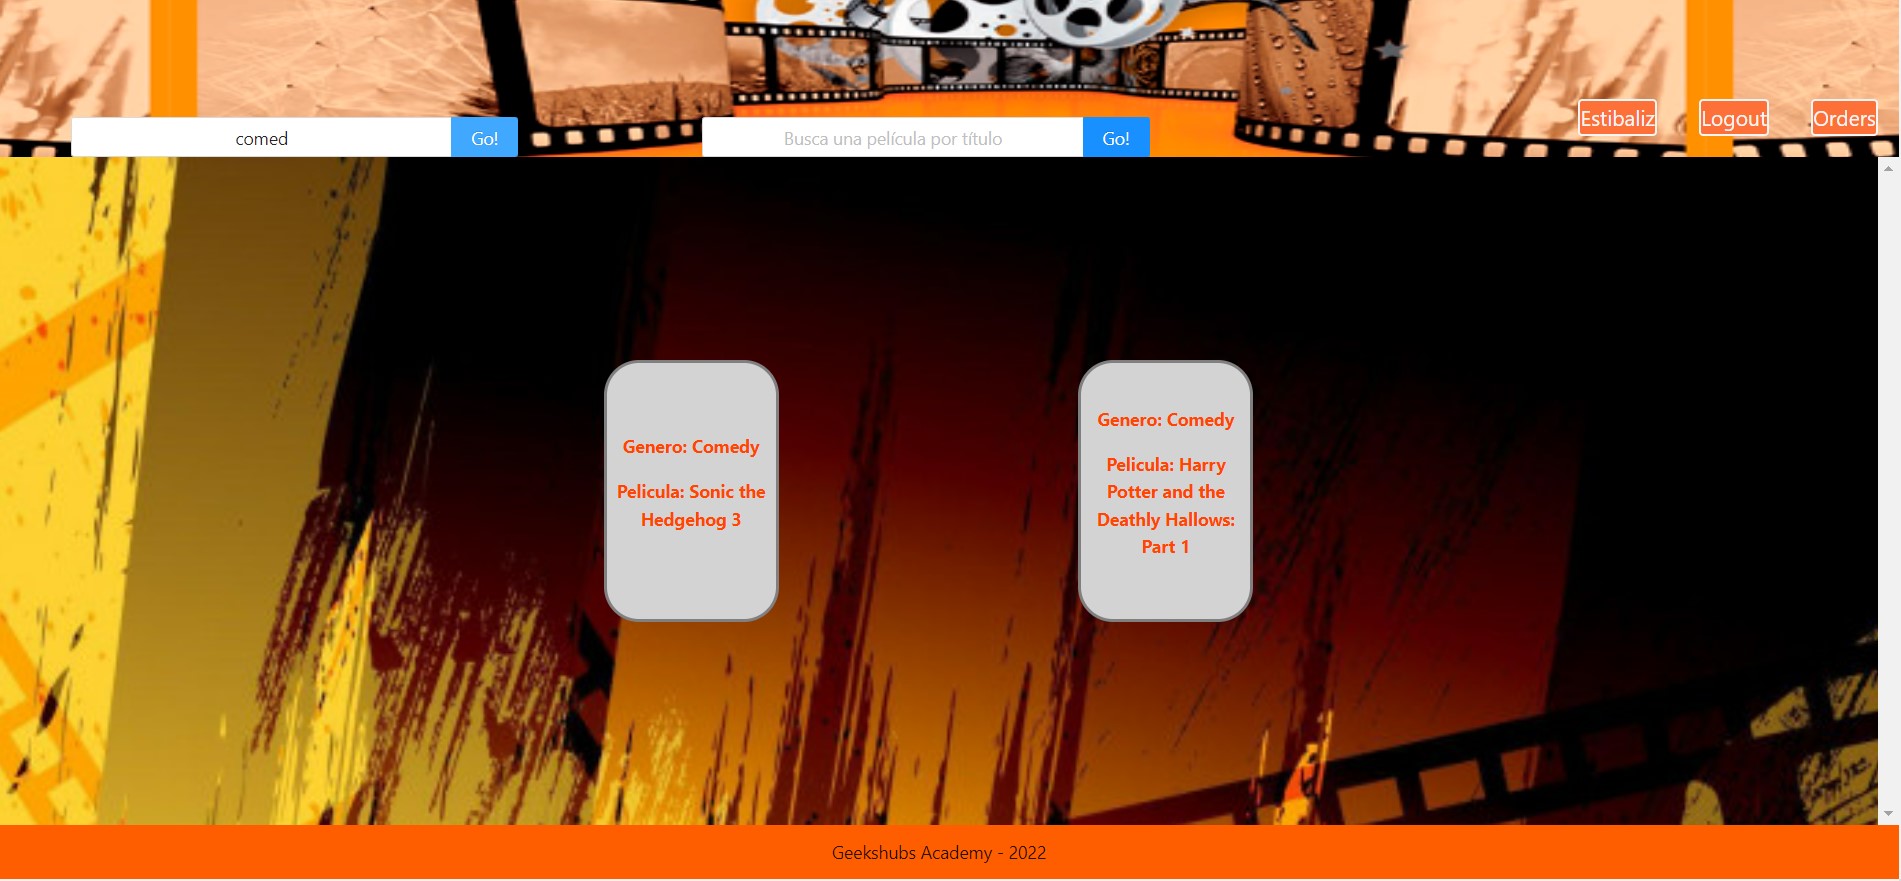 Estibaliz
Logout
Orders
comed
Go!
Busca una película por título
Go!
Genero: Comedy
Pelicula: Sonic the
Hedgehog 3
Genero: Comedy
Pelicula: Harry
Potter and the
Deathly Hallows:
Part 1
Geekshubs Academy - 2022